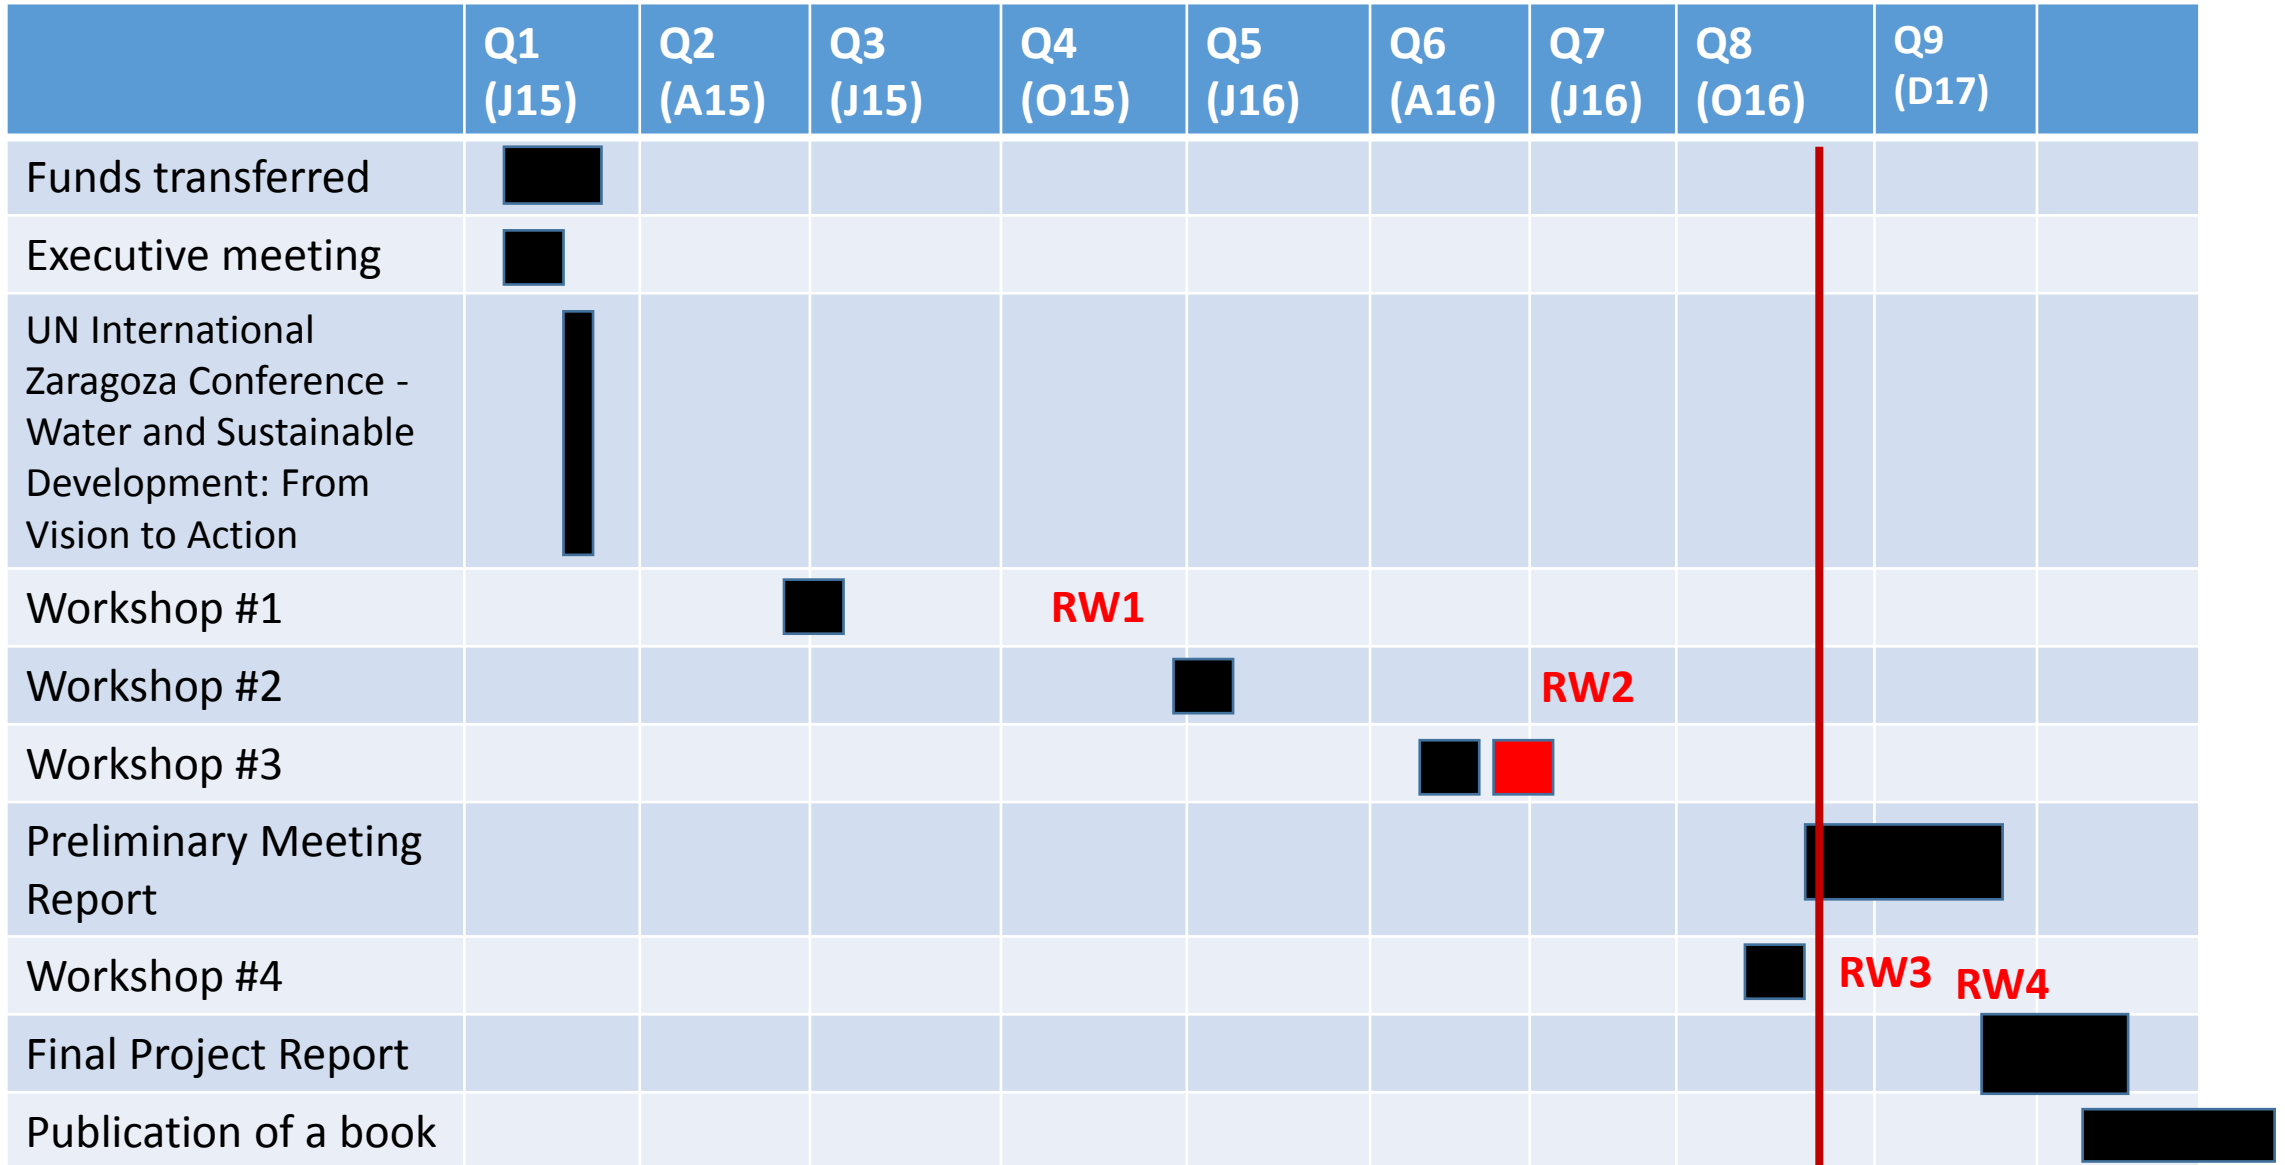 Q1 Q2 Q3 Q4 Q5 Q6 Q7 Q8 Q9
(J15) (A15) (J15) (O15) (J16) (A16) (J16) (O16) (D17)
Funds transferred
Executive meeting
UN International
Zaragoza Conference -
Water and Sustainable
Development: From
Vision to Action
Workshop #1 RW1
Workshop #2 RW2
Workshop #3
Preliminary Meeting
Report
Workshop #4 RW3 RW4
Final Project Report
Publication of a book